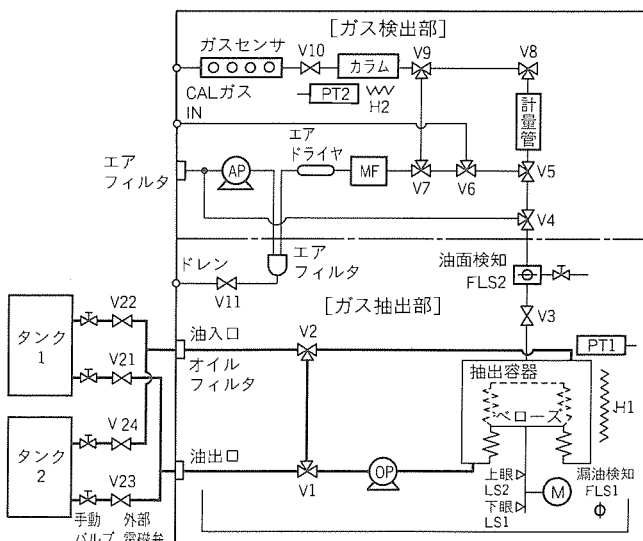 [ガス検出部]
ガスセンサ
V10
カラム
V9
V8
CALガス
IN
PT2
H2
計量管
エア
ドライヤ
エア
フィルタ
AP
MF
V7
V6
V5
V4
ドレン
V11
エア
フィルタ
油面検知
FLS2
[ガス抽出部]
V3
タンク
1
V22
V21
油入口
オイル
フィルタ
V2
PT1
抽出容器
ベローズ
H1
タンク
2
V24
V23
油出口
V1
OP
上眼
LS2
下眼
LS1
M
漏油検知
FLS1
手動
バルブ
外部
電磁弁